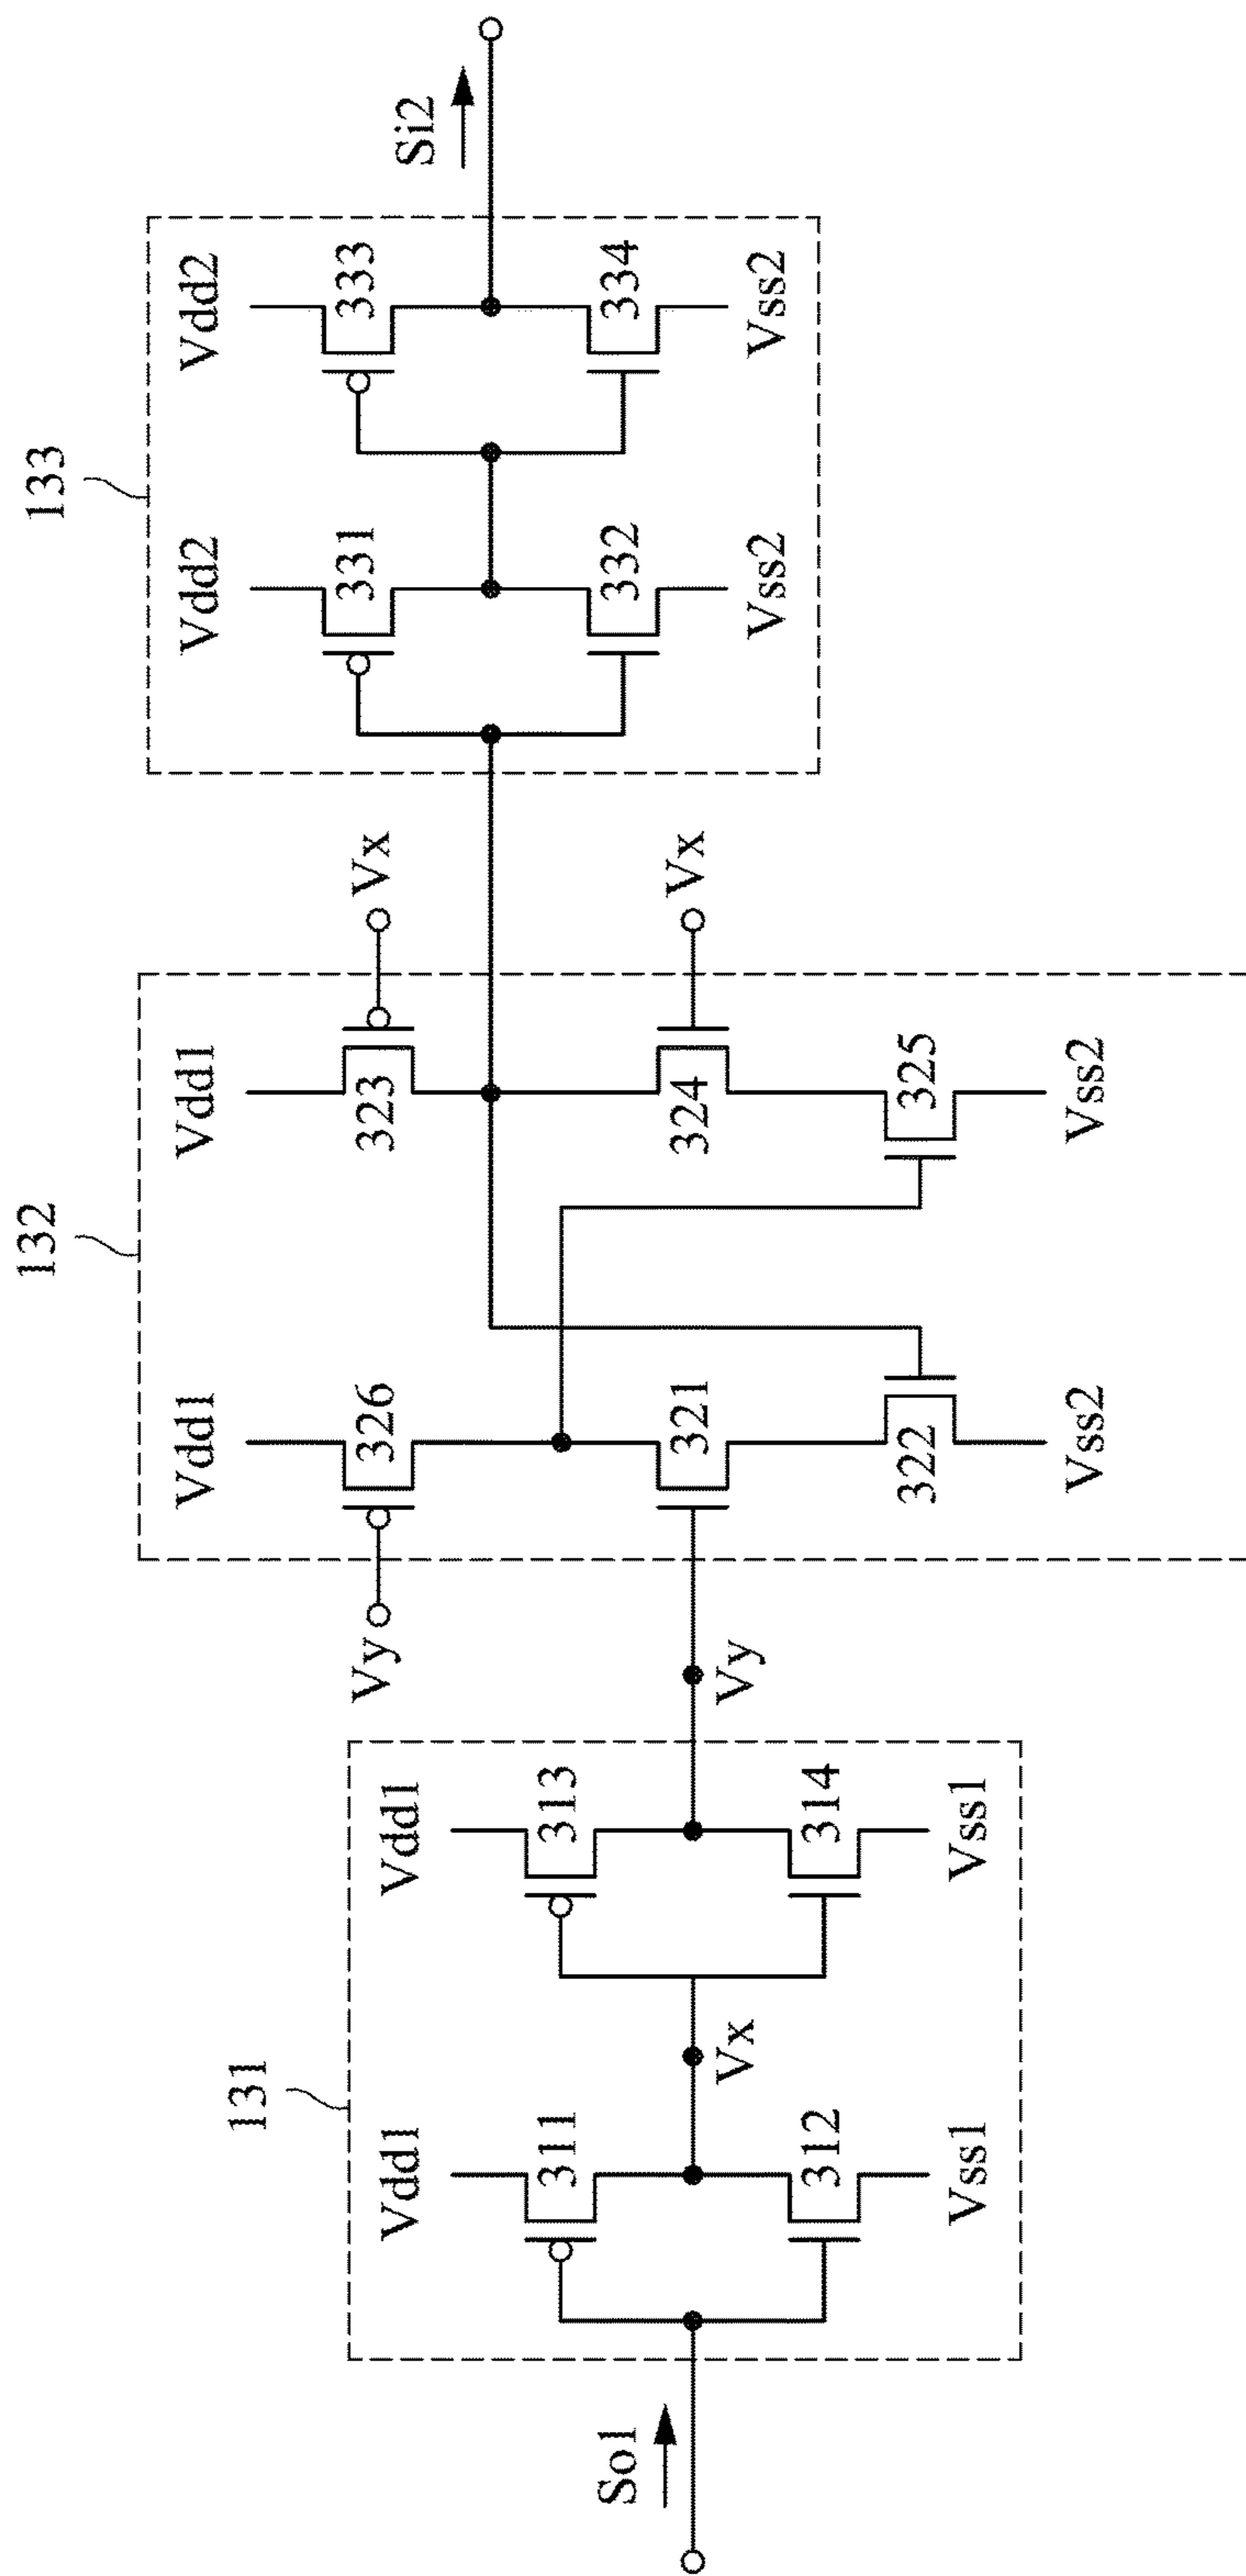 133
Vdd2
Vdd2
331
333
332
334
Vss2
Vss2
Si2
132
Vdd1
Vdd1
Vy
326
323
Vx
321
324
Vx
322
325
Vss2
Vss2
131
Vdd1
Vdd1
311
313
Vx
Vy
312
314
Vss1
Vss1
So1